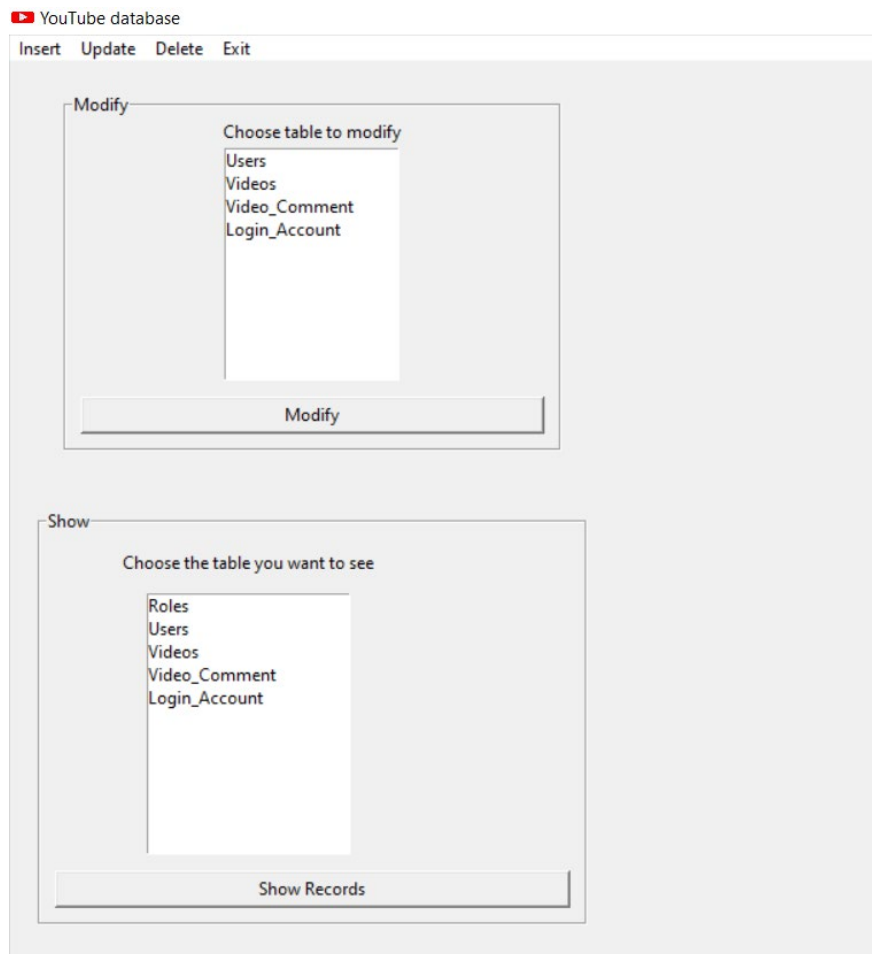 YouTube database
Insert Update Delete Exit
Modify
Choose table to modify
Users
Videos
Video_Comment
Login_Account
Modify
Show
Choose the table you want to see
Roles
Users
Videos
Video_Comment
Login_Account
Show Records